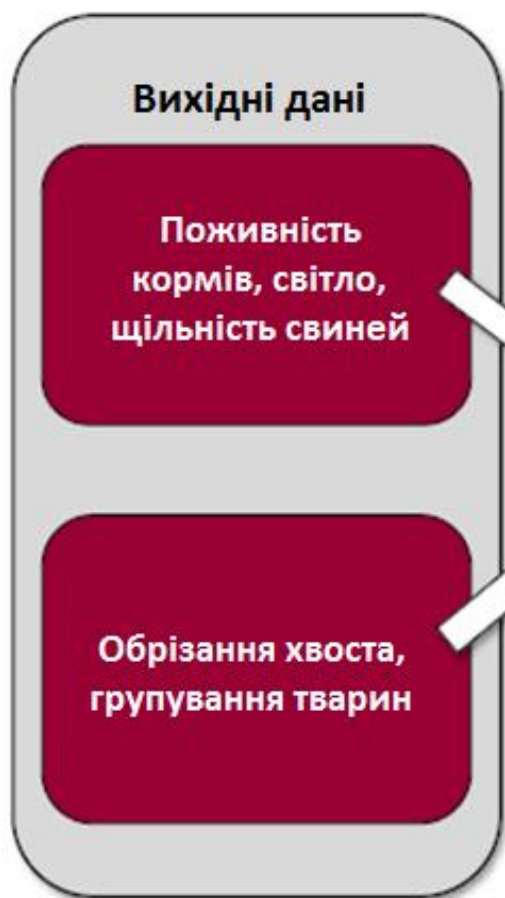 Вихідні дані
Поживність
кормів, світло,
щільність свиней
Обрізання хвоста,
групування тварин